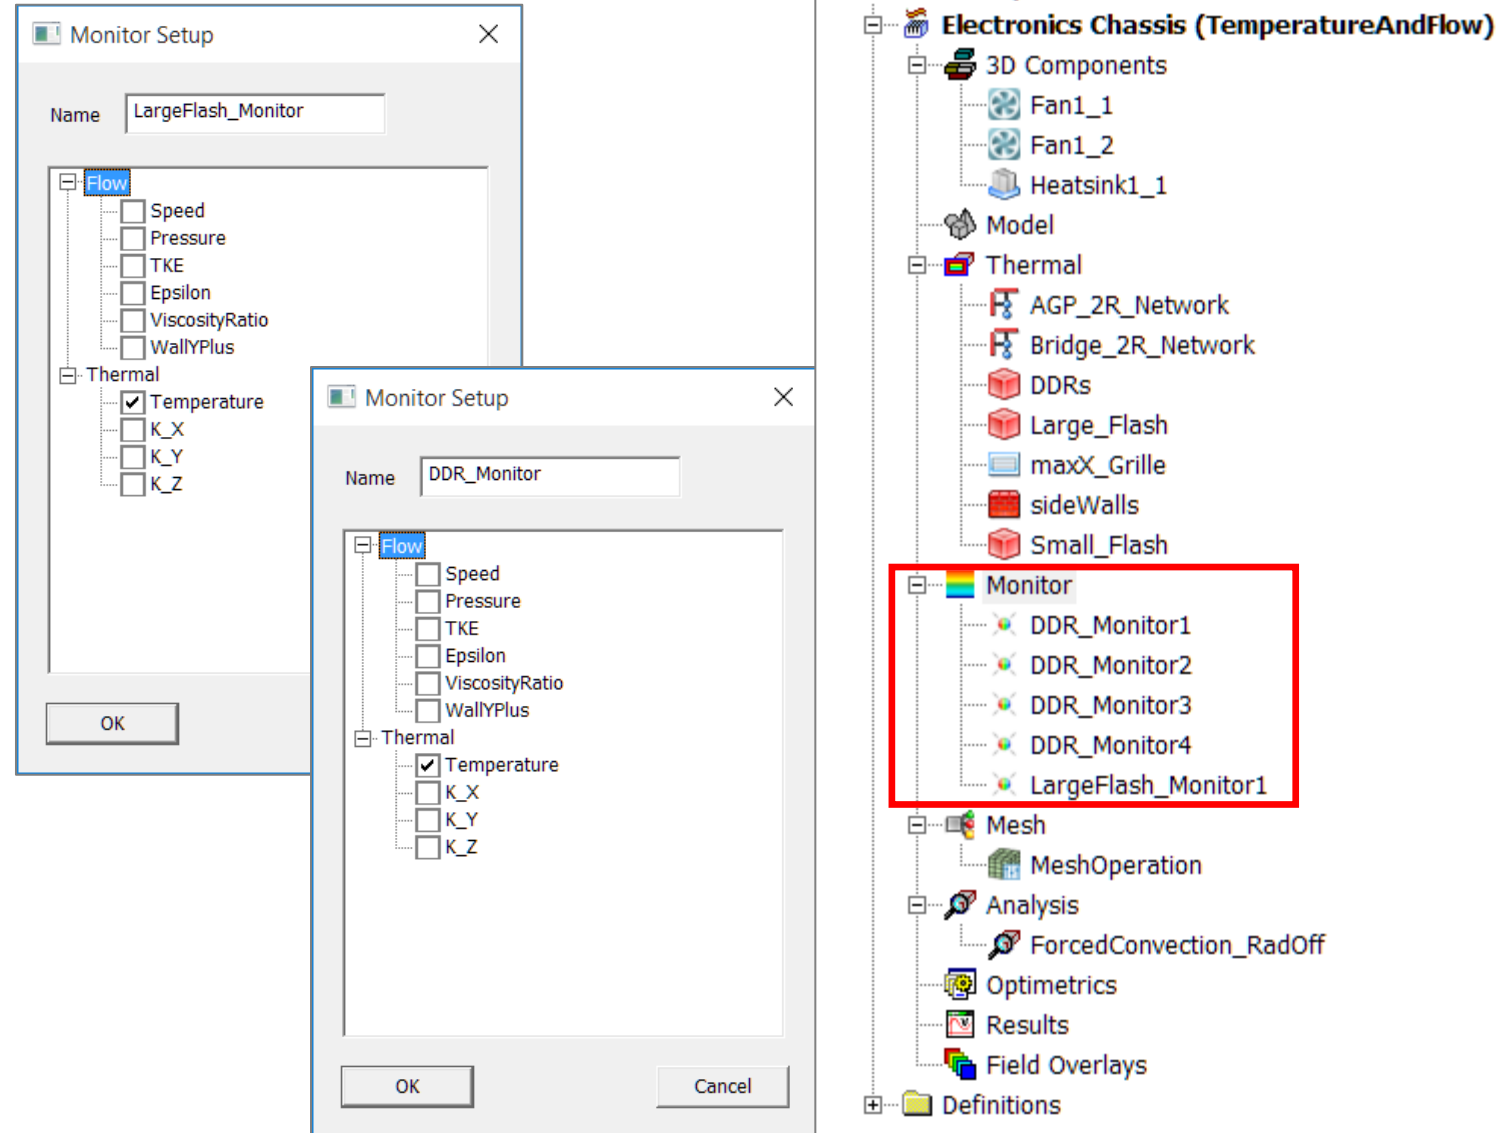 Monitor Setup
Name LargeFlash_Monitor
Flow
Speed
Pressure
TKE
Epsilon
ViscosityRatio
WallYPlus
Thermal
Temperature
K_X
K_Y
K_Z
OK
Monitor Setup
Name DDR_Monitor
Flow
Speed
Pressure
TKE
Epsilon
ViscosityRatio
WallYPlus
Thermal
Temperature
K_X
K_Y
K_Z
OK Cancel
Electronics Chassis (TemperatureAndFlow)
3D Components
Fan1_1
Fan1_2
Heatsink1_1
Model
Thermal
AGP_2R_Network
Bridge_2R_Network
DDRs
Large_Flash
maxX_Grille
sideWalls
Small_Flash
Monitor
DDR_Monitor1
DDR_Monitor2
DDR_Monitor3
DDR_Monitor4
LargeFlash_Monitor1
Mesh
MeshOperation
Analysis
ForcedConvection_RadOff
Optimetrics
Results
Field Overlays
Definitions